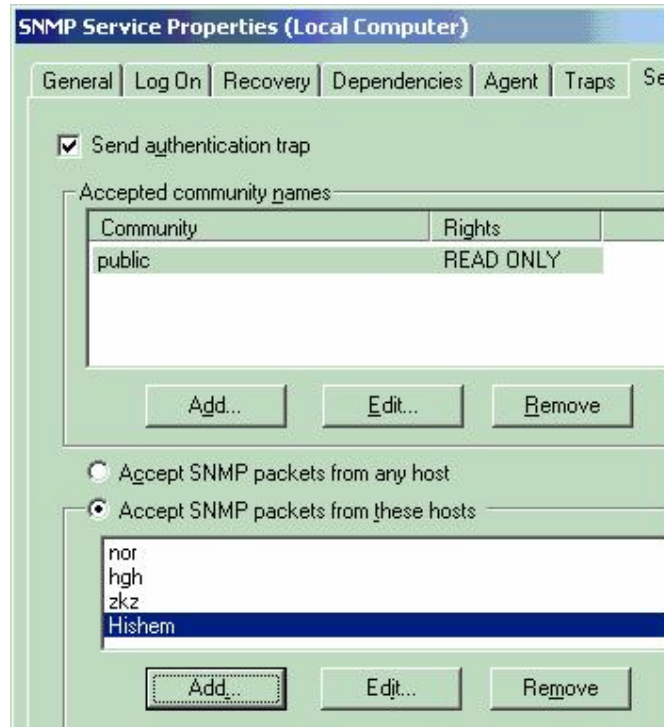 SNMP Service Properties (Local Computer)
General Log On Recovery Dependencies Agent Traps Se
Send authentication trap
Accepted community names
Community Rights
public READ ONLY
Add... Edit... Remove
Accept SNMP packets from any host
Accept SNMP packets from these hosts
nor
hgh
zkz
Hishem
Add... Edit... Remove